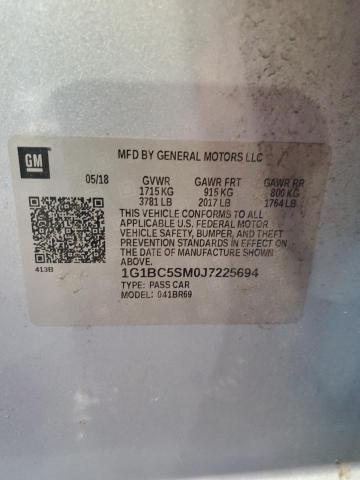 GM
MFD BY GENERAL MOTORS LLC
05/18 GVWR GAWR FRT GAWR RR
1715 KG 915 KG 800 KG
3781 LB 2017 LB 1764 LB
THIS VEHICLE CONFORMS TO ALL
APPLICABLE U.S. FEDERAL MOTOR
VEHICLE SAFETY, BUMPER, AND THEFT
PREVENTION STANDARDS IN EFFECT ON
THE DATE OF MANUFACTURE SHOWN
ABOVE.
413B
1G1BC5SM0J7225694
TYPE: PASS CAR
MODEL: 041BR69